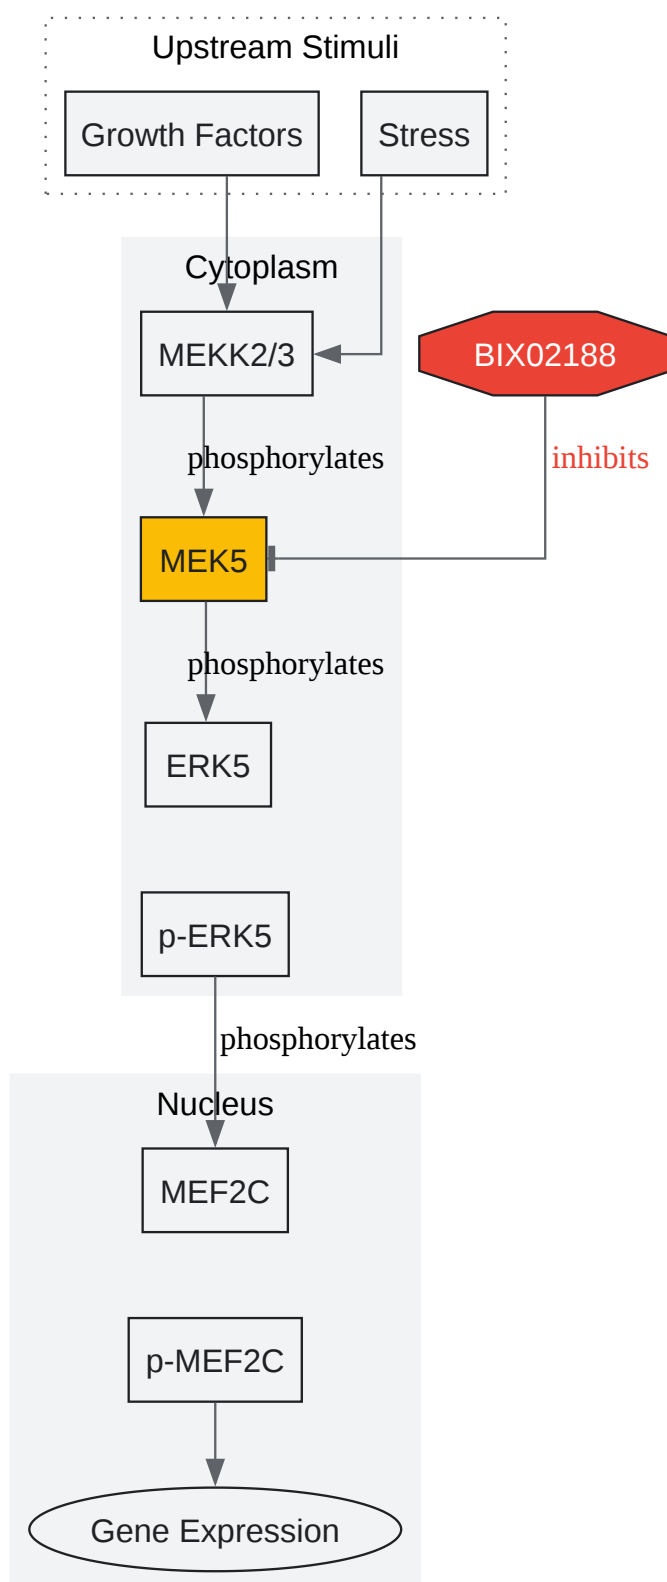 Upstream Stimuli
Growth Factors
Stress
Cytoplasm
MEKK2/3
BIX02188
phosphorylates
inhibits
MEK5
phosphorylates
ERK5
p-ERK5
phosphorylates
Nucleus
MEF2C
p-MEF2C
Gene Expression